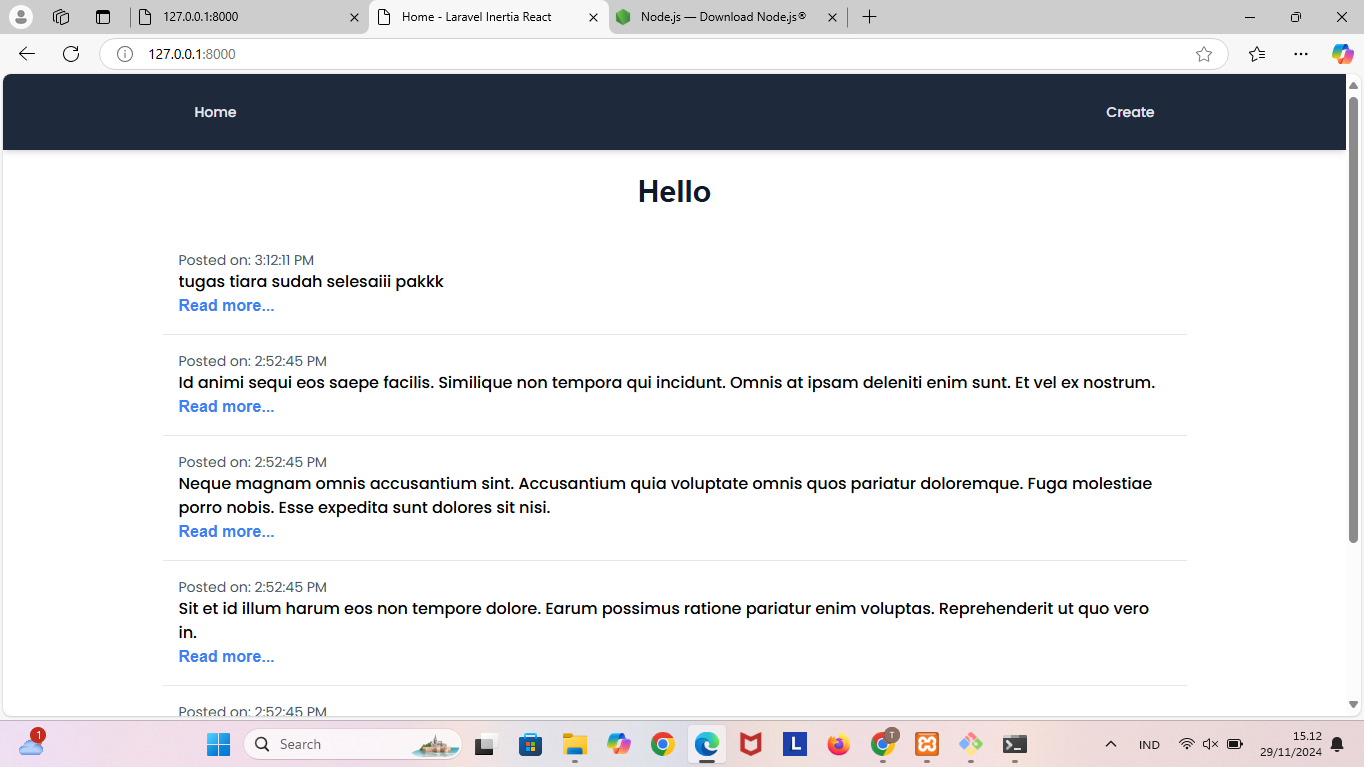 127.0.0.1:8000
Home - Laravel Inertia React
Node.js — Download Node.js®
127.0.0.1:8000
Home
Create
Hello
Posted on: 3:12:11 PM
tugas tiara sudah selesaiii pakkk
Read more...
Posted on: 2:52:45 PM
Id animi sequi eos saepe facilis. Similique non tempora qui incidunt. Omnis at ipsam deleniti enim sunt. Et vel ex nostrum.
Read more...
Posted on: 2:52:45 PM
Neque magnam omnis accusantium sint. Accusantium quia voluptate omnis quos pariatur doloremque. Fuga molestiae
porro nobis. Esse expedita sunt dolores sit nisi.
Read more...
Posted on: 2:52:45 PM
Sit et id illum harum eos non tempore dolore. Earum possimus ratione pariatur enim voluptas. Reprehenderit ut quo vero
in.
Read more...
Posted on: 2:52:45 PM
1
Search
L
T
IND
15.12
29/11/2024